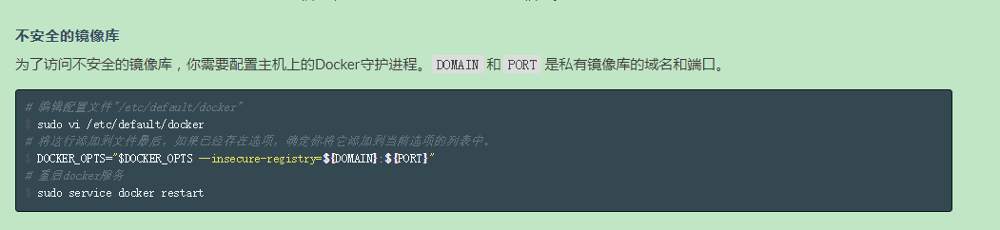 不安全的镜像库
为了访问不安全的镜像库，你需要配置主机上的Docker守护进程。 DOMAIN 和 PORT 是私有镜像库的域名和端口。
# 编辑配置文件"/etc/default/docker"
$ sudo vi /etc/default/docker
# 将这行添加到文件最后，如果已经存在选项，确定你将它添加到当前选项的列表中。
$ DOCKER_OPTS="$DOCKER_OPTS --insecure-registry=${DOMAIN}:${PORT}"
# 重启docker服务
$ sudo service docker restart